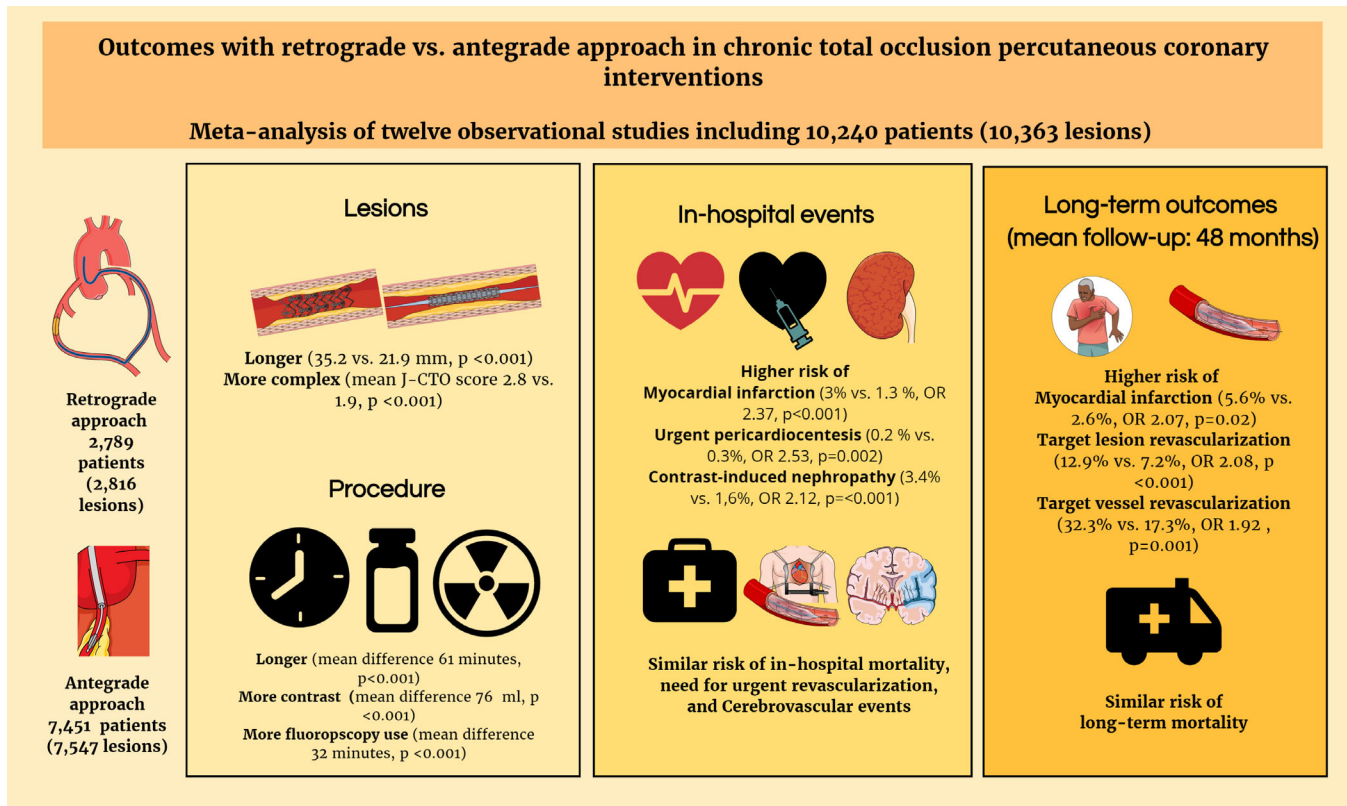 Outcomes with retrograde vs. antegrade approach in chronic total occlusion percutaneous coronary
interventions
Meta-analysis of twelve observational studies including 10,240 patients (10,363 lesions)
Retrograde
approach
2,789
patients
(2,816
lesions)
Antegrade
approach
7,451 patients
(7,547 lesions)
Lesions
Longer (35.2 vs. 21.9 mm, p <0.001)
More complex (mean J-CTO score 2.8 vs.
1.9, p <0.001)
Procedure
Longer (mean difference 61 minutes,
p<0.001)
More contrast (mean difference 76 ml, p
<0.001)
More fluoropscopy use (mean difference
32 minutes, p <0.001)
In-hospital events
Higher risk of
Myocardial infarction (3% vs. 1.3 %, OR
2.37, p<0.001)
Urgent pericardiocentesis (0.2 % vs.
0.3%, OR 2.53, p=0.002)
Contrast-induced nephropathy (3.4%
vs. 1,6%, OR 2.12, p=<0.001)
Similar risk of in-hospital mortality,
need for urgent revascularization,
and Cerebrovascular events
Long-term outcomes
(mean follow-up: 48 months)
Higher risk of
Myocardial infarction (5.6% vs.
2.6%, OR 2.07, p=0.02)
Target lesion revascularization
(12.9% vs. 7.2%, OR 2.08, p
<0.001)
Target vessel revascularization
(32.3% vs. 17.3%, OR 1.92 ,
p=0.001)
Similar risk of
long-term mortality